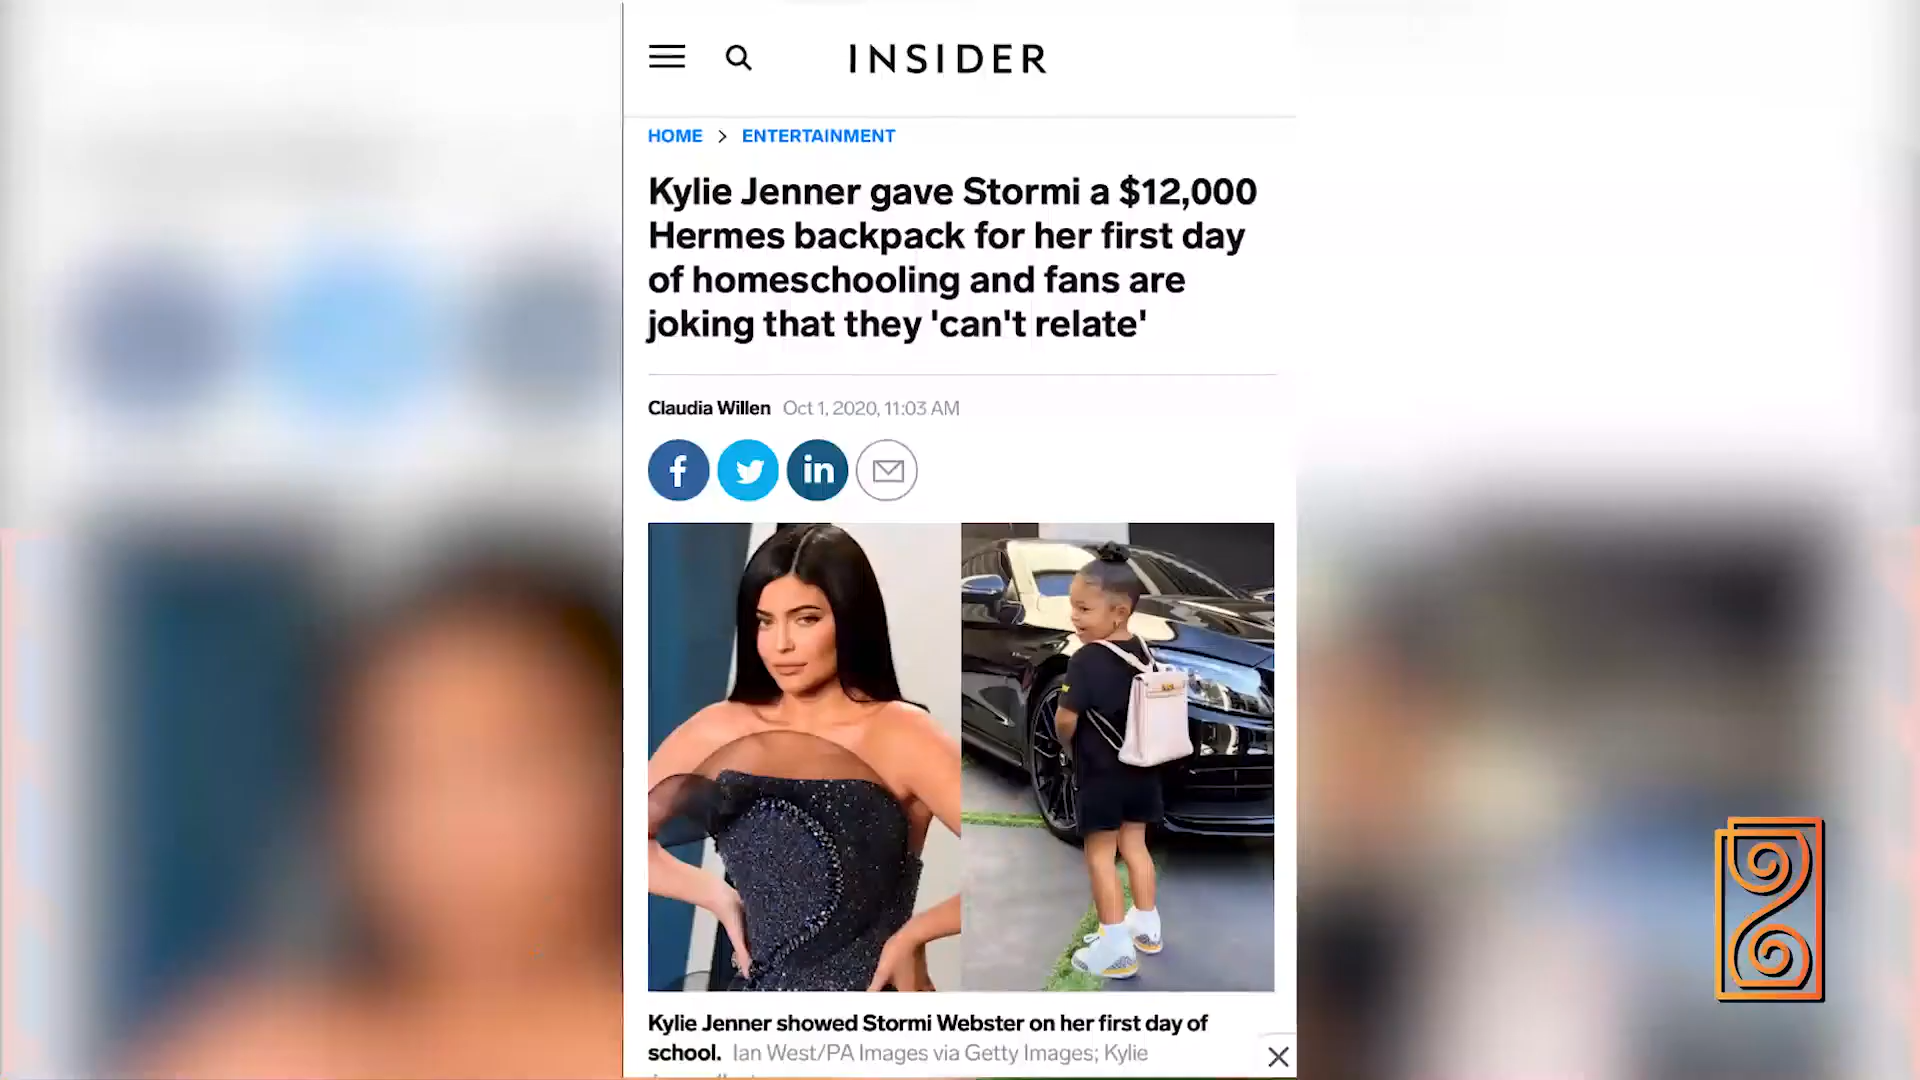 INSIDER
HOME > ENTERTAINMENT
Kylie Jenner gave Stormi a $12,000
Hermes backpack for her first day
of homeschooling and fans are
joking that they 'can't relate'
Claudia Willen Oct 1, 2020, 11:03 AM
f in
Kylie Jenner showed Stormi Webster on her first day of
school. Ian West/PA Images via Getty Images; Kylie